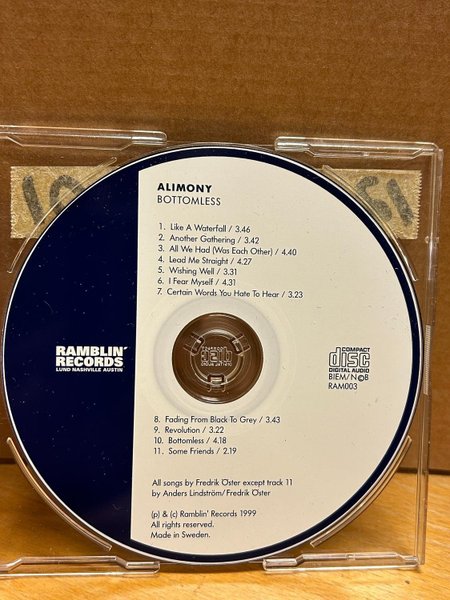 ALIMONY
BOTTOMLESS
1. Like A Waterfall / 3.46
2. Another Gathering / 3.42
3. All We Had (Was Each Other) / 4.40
4. Lead Me Straight / 4.27
5. Wishing Well / 3.31
6. I Fear Myself / 4.31
7. Certain Words You Hate To Hear / 3.23
RAMBLIN'
RECORDS
LUND NASHVILLE AUSTIN
COMPACT
disc
DIGITAL AUDIO
BIEM/N©B
RAM003
8. Fading From Black To Grey / 3.43
9. Revolution / 3.22
10. Bottomless / 4.18
11. Some Friends / 2.19
All songs by Fredrik Öster except track 11
by Anders Lindström/Fredrik Öster
(p) & (c) Ramblin' Records 1999
All rights reserved.
Made in Sweden.